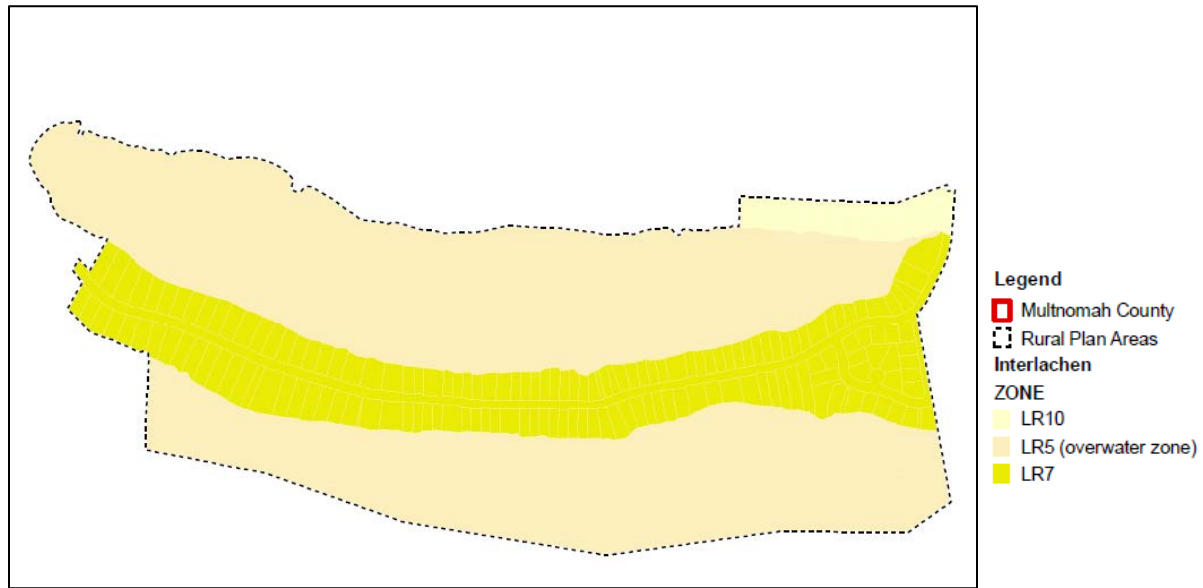 Legend
Multnomah County
Rural Plan Areas
Interlachen
ZONE
LR10
LR5 (overwater zone)
LR7